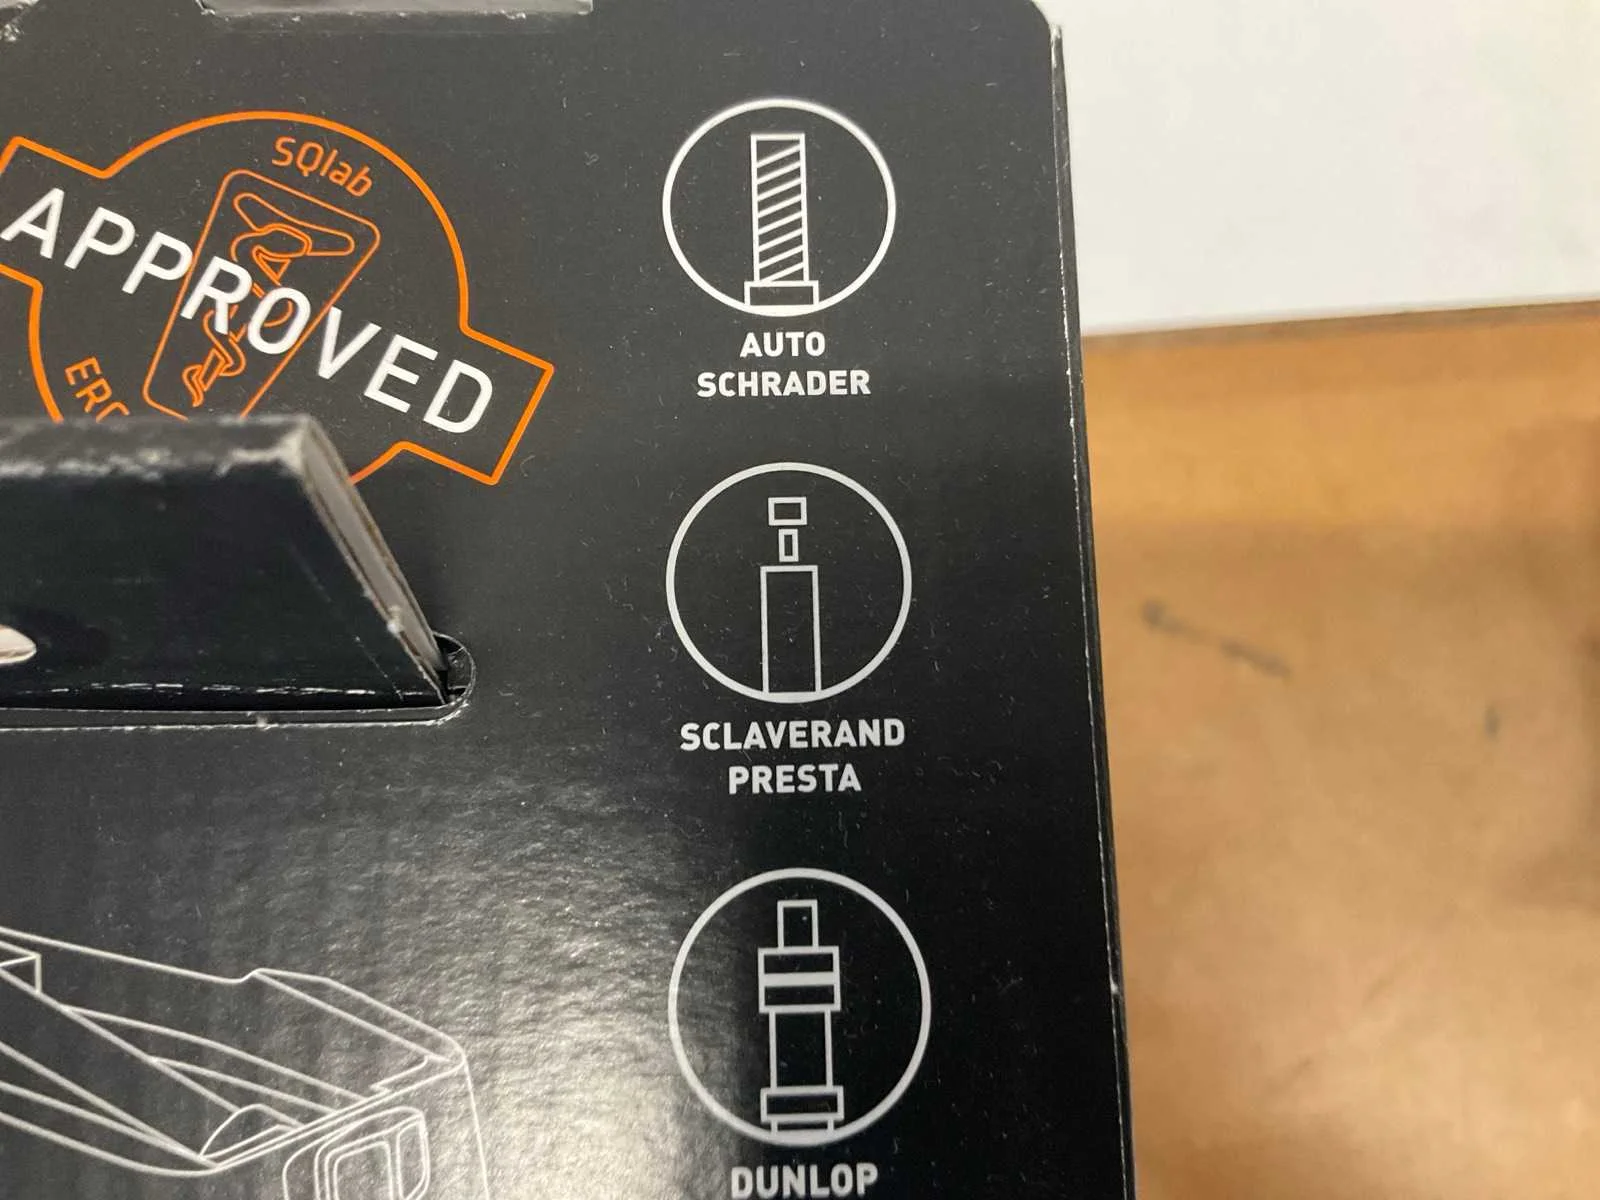 SQlab
APPROVED
AUTO
SCHRADER
SCLAVERAND
PRESTA
DUNLOP